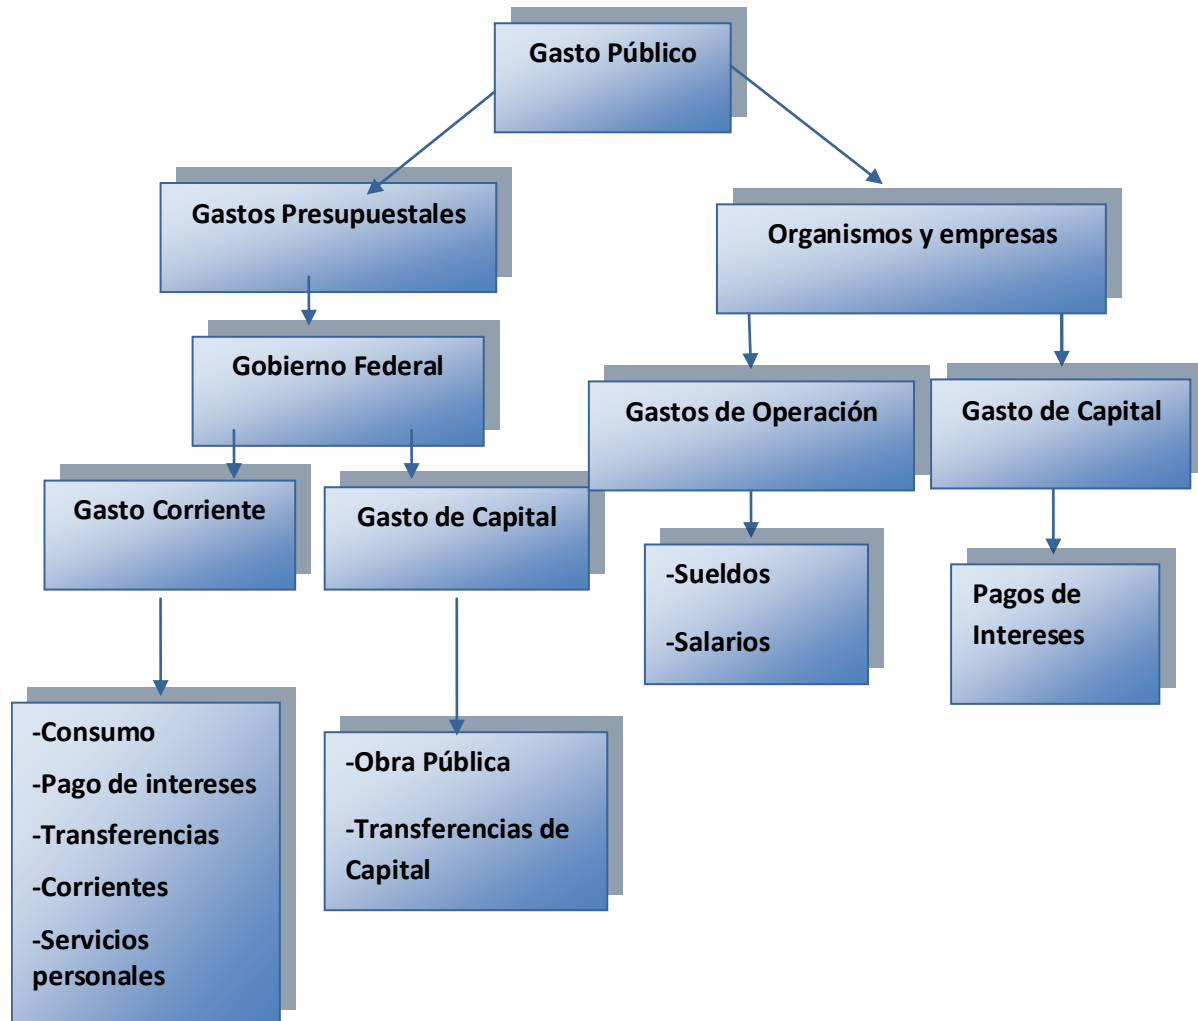 Gasto Público
Gastos Presupuestales
Organismos y empresas
Gobierno Federal
Gastos de Operación
Gasto de Capital
Gasto Corriente
Gasto de Capital
-Sueldos
-Salarios
Pagos de
Intereses
-Consumo
-Pago de intereses
-Transferencias
-Corrientes
-Servicios
personales
-Obra Pública
-Transferencias de
Capital